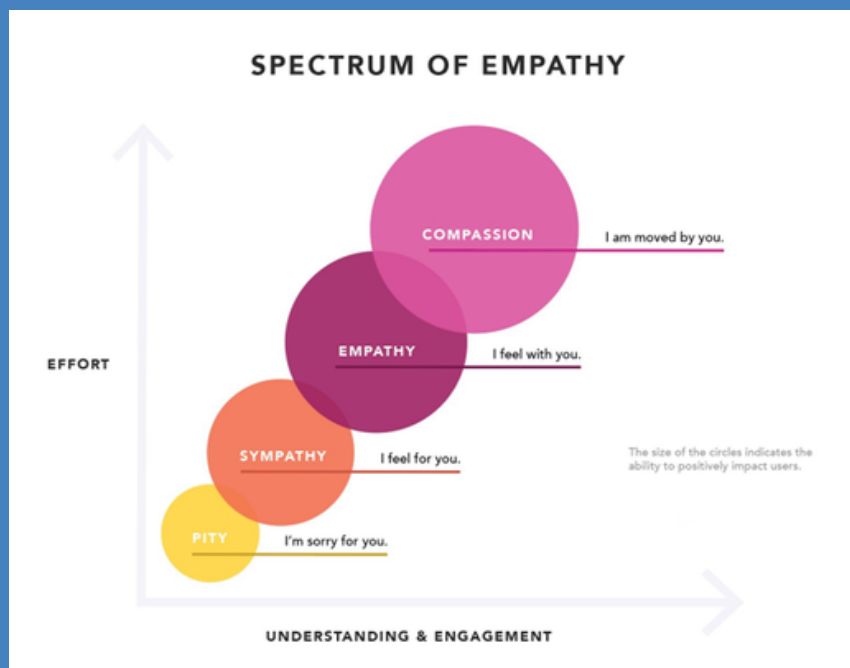 SPECTRUM OF EMPATHY
COMPASSION
I am moved by you.
EMPATHY
I feel with you.
EFFORT
SYMPATHY
I feel for you.
The size of the circles indicates the
ability to positively impact users.
PITY
I'm sorry for you.
UNDERSTANDING & ENGAGEMENT